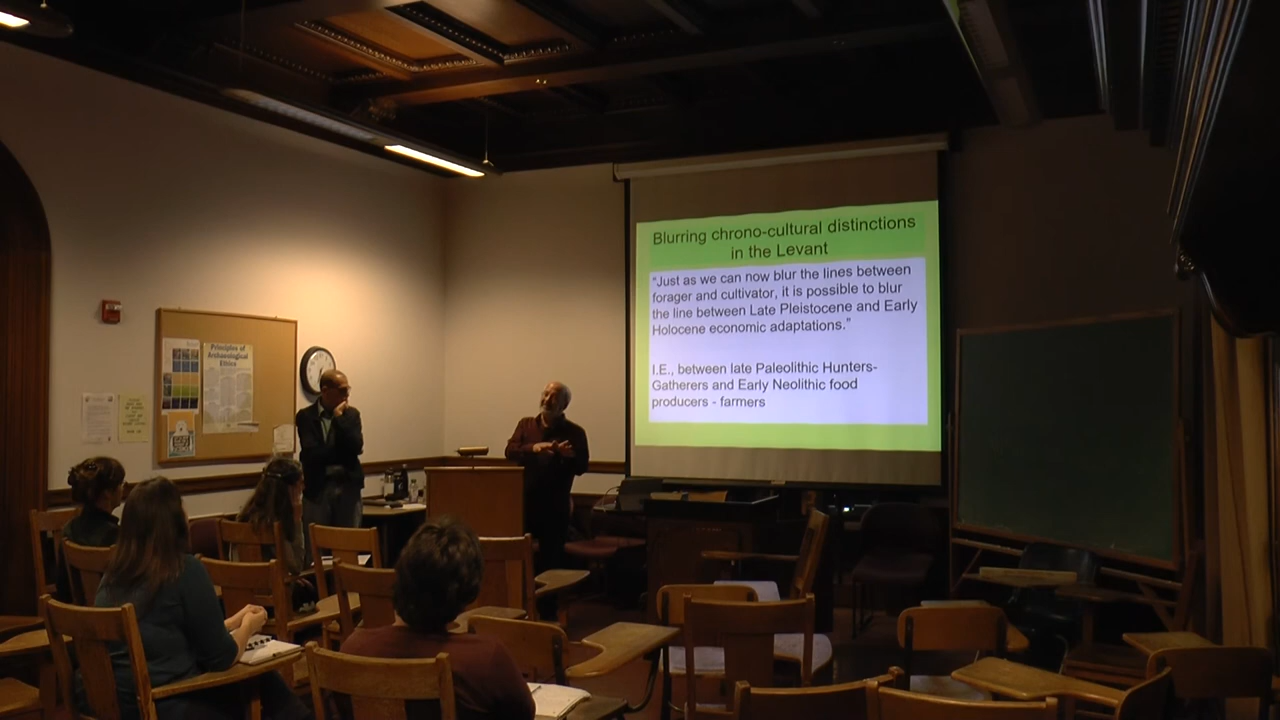 Blurring chrono-cultural distinctions
in the Levant
“Just as we can now blur the lines between
forager and cultivator, it is possible to blur
the line between Late Pleistocene and Early
Holocene economic adaptations.”
I.E., between late Paleolithic Hunters-
Gatherers and Early Neolithic food
producers - farmers
Principles of
Archaeological
Ethics